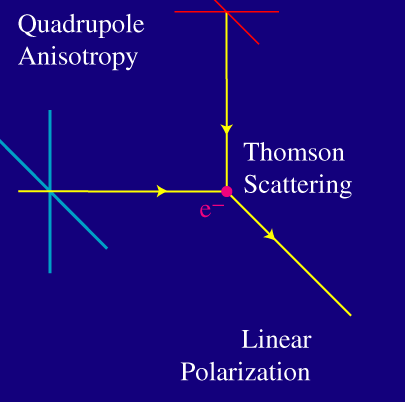 Quadrupole
Anisotropy
Thomson
Scattering
e−
Linear
Polarization